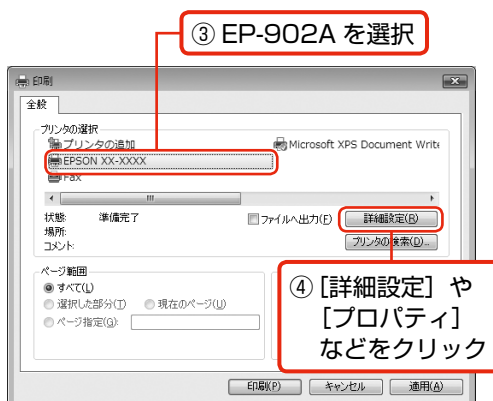 ③ EP-902A を選択
印刷
全般
プリンタの選択
プリンタの追加
Microsoft XPS Document Write
EPSON XX-XXXX
Fax
状態: 準備完了
場所:
コメント:
ファイルへ出力(F)
詳細設定(R)
プリンタの検索(D)...
ページ範囲
すべて(L)
選択した部分(T)
現在のページ(U)
ページ指定(G):
④ [詳細設定] や
[プロパティ]
などをクリック
印刷(P)
キャンセル
適用(A)